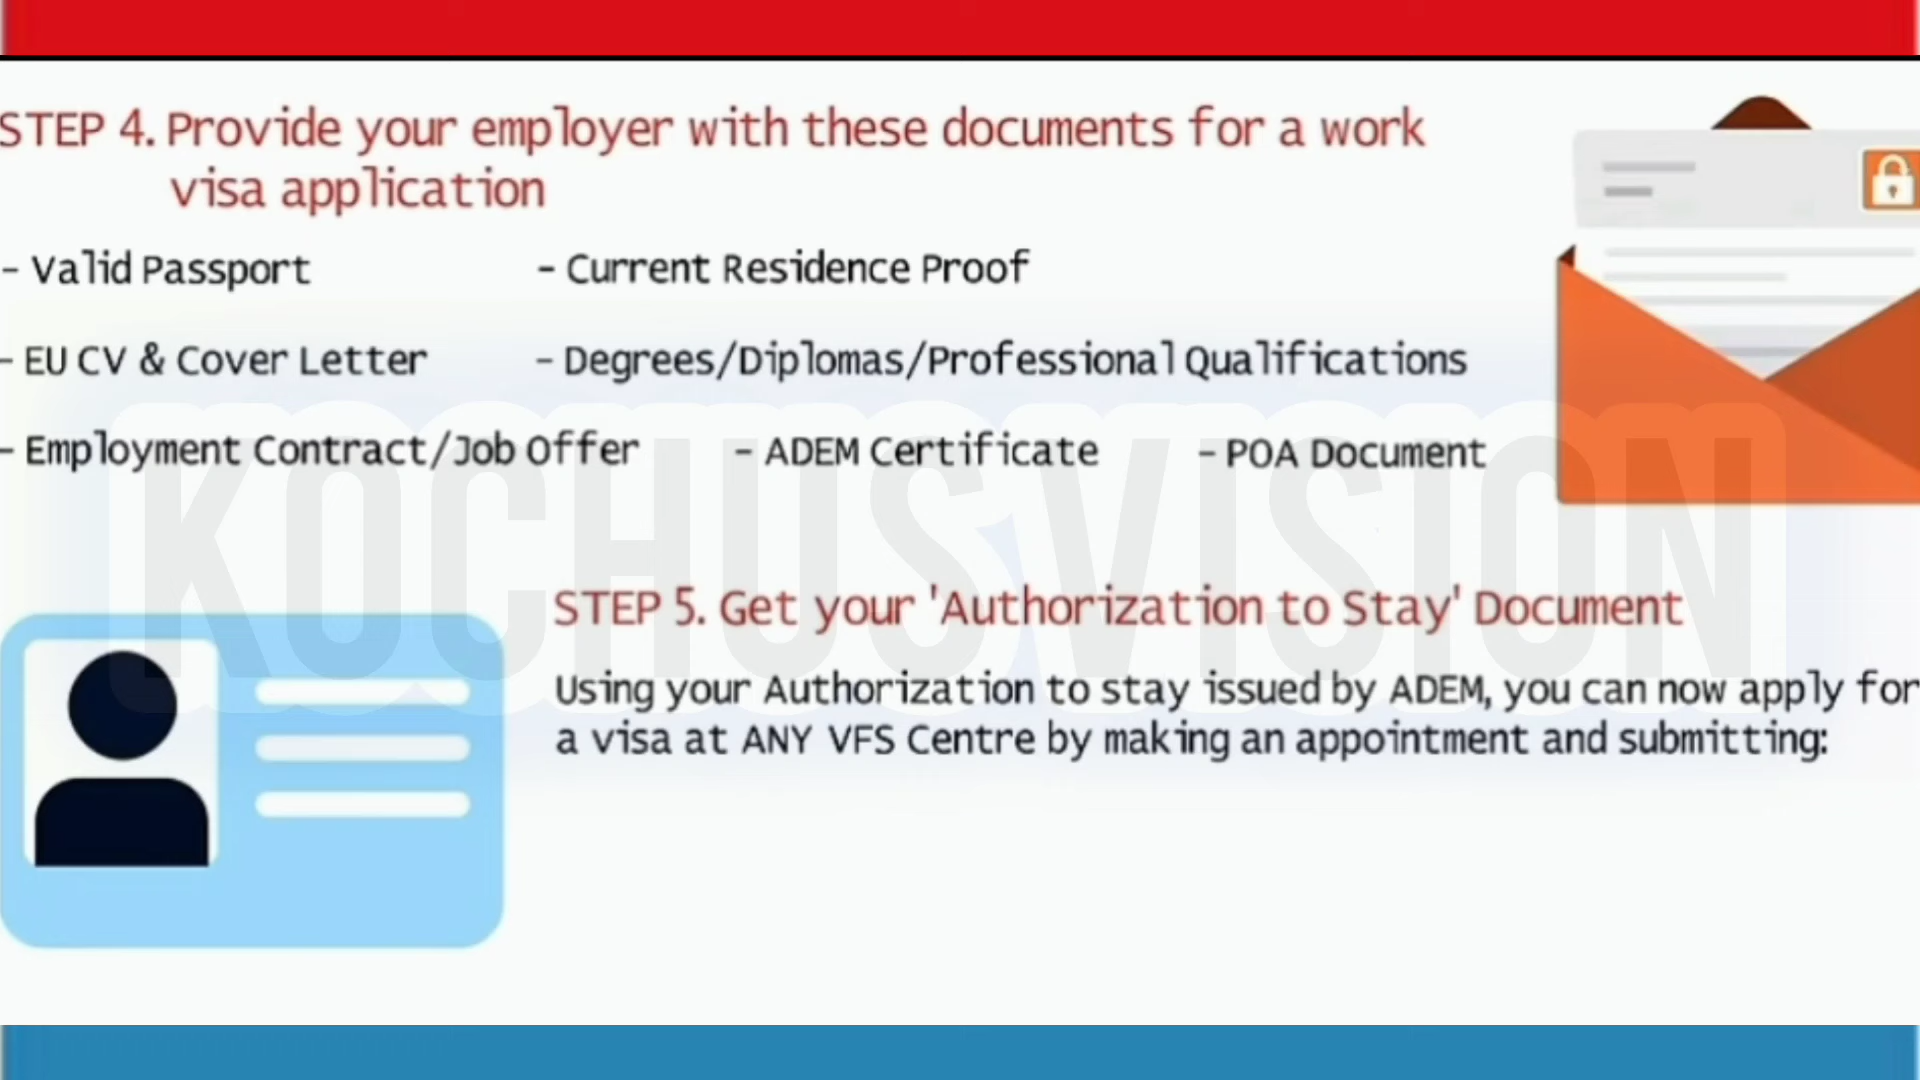 STEP 4. Provide your employer with these documents for a work
visa application
- Valid Passport - Current Residence Proof
- EU CV & Cover Letter - Degrees/Diplomas/Professional Qualifications
- Employment Contract/Job Offer - ADEM Certificate - POA Document
KOCHUS VISION
STEP 5. Get your 'Authorization to Stay' Document
Using your Authorization to stay issued by ADEM, you can now apply for
a visa at ANY VFS Centre by making an appointment and submitting: